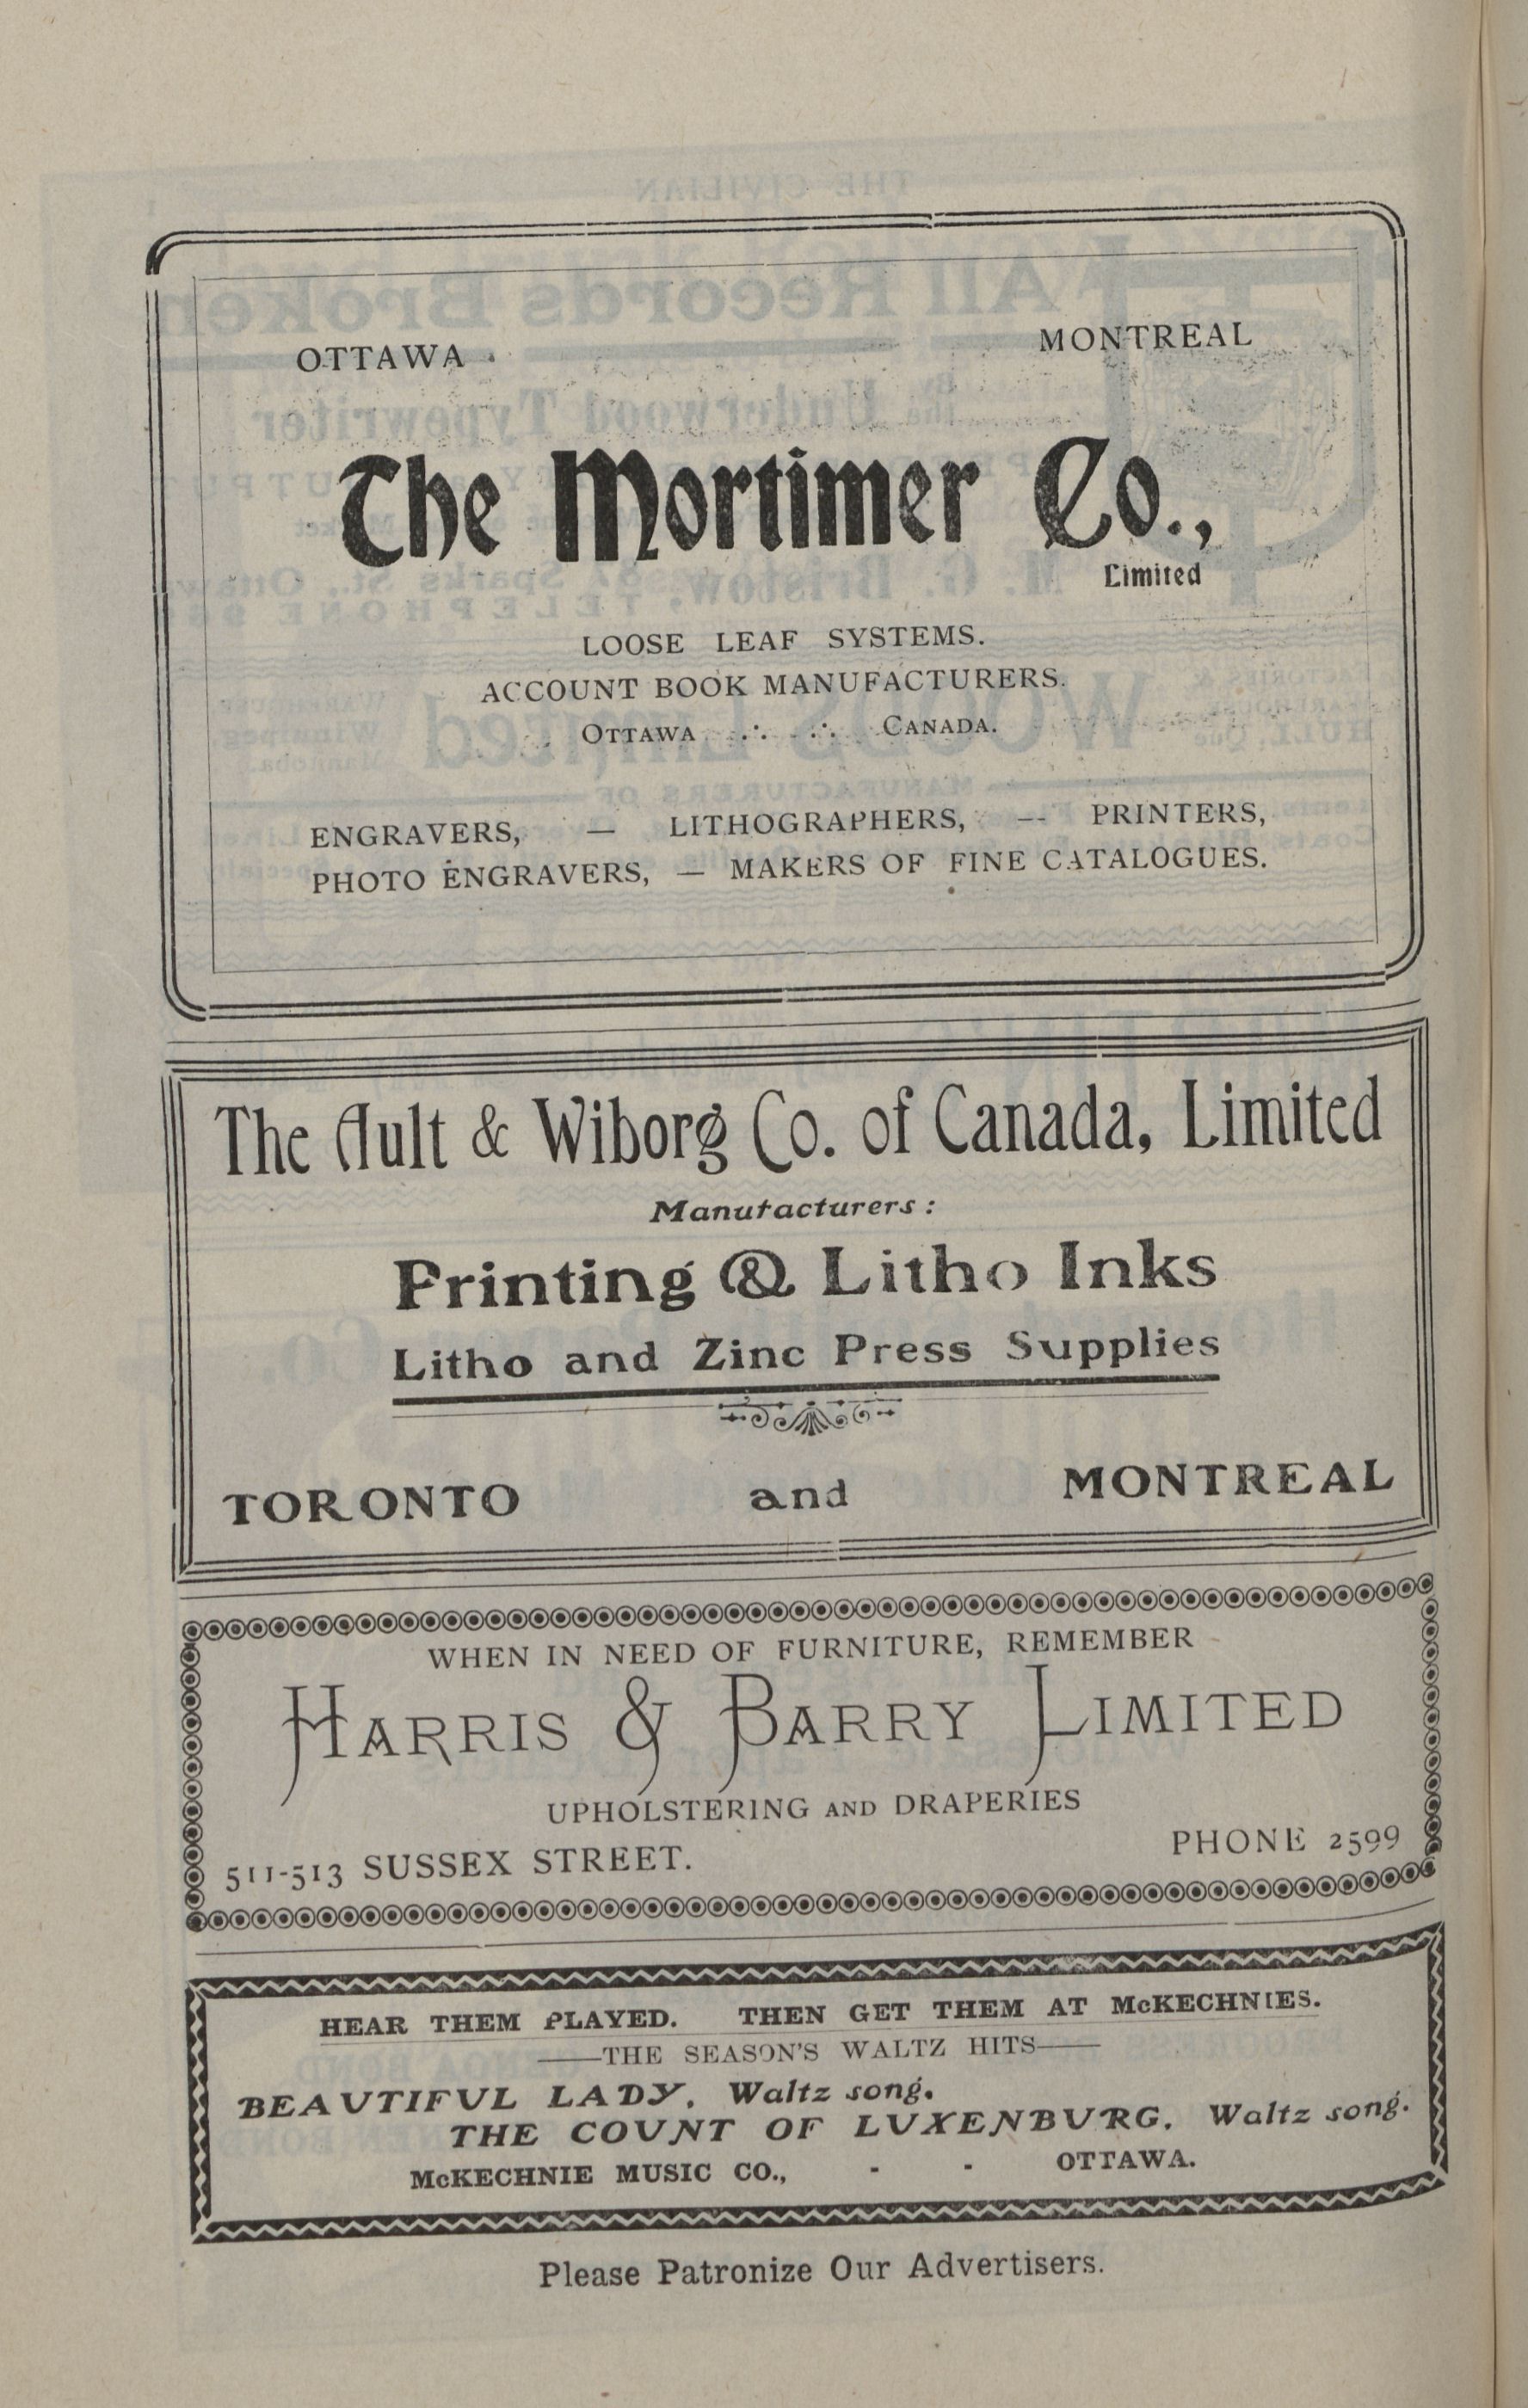 OTTAWA MONTREAL
The Mortimer Co.,
Limited
LOOSE LEAF SYSTEMS.
ACCOUNT BOOK MANUFACTURERS.
OTTAWA ∴ ∴ CANADA.
ENGRAVERS, — LITHOGRAPHERS, — PRINTERS,
PHOTO ENGRAVERS, — MAKERS OF FINE CATALOGUES.
The Ault & Wiborg Co. of Canada, Limited
Manufacturers:
Printing & Litho Inks
Litho and Zinc Press Supplies
TORONTO and MONTREAL
WHEN IN NEED OF FURNITURE, REMEMBER
HARRIS & BARRY LIMITED
UPHOLSTERING AND DRAPERIES
511-513 SUSSEX STREET. PHONE 2599
HEAR THEM PLAYED. THEN GET THEM AT McKECHNIES.
——THE SEASON'S WALTZ HITS——
BEAUTIFUL LADY, Waltz song.
THE COUNT OF LUXENBURG, Waltz song.
McKECHNIE MUSIC CO., - - OTTAWA.
Please Patronize Our Advertisers.